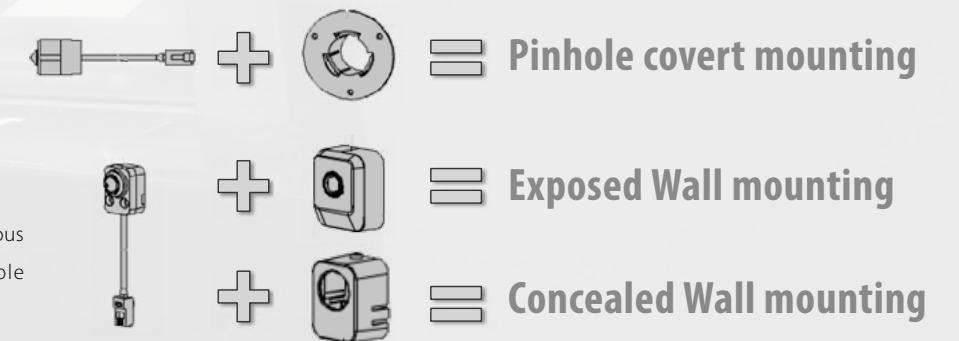 Pinhole covert mounting
Exposed Wall mounting
Concealed Wall mounting